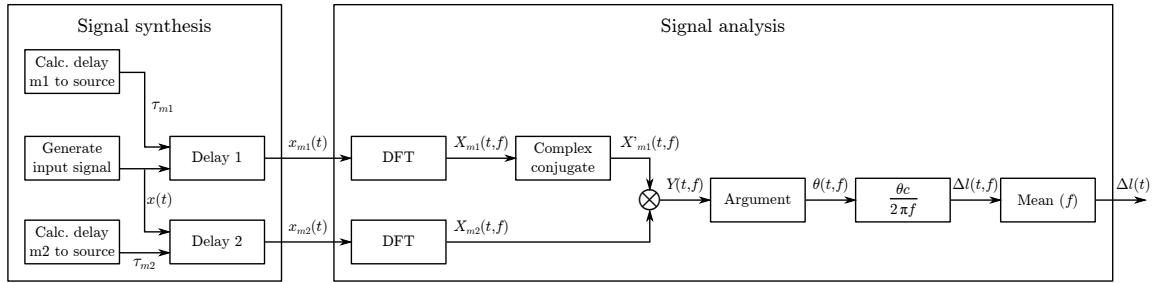 Signal synthesis
Signal analysis
Calc. delay
m1 to source
τm1
Generate
input signal
Delay 1
x(t)
Calc. delay
m2 to source
τm2
Delay 2
xm1(t)
DFT
Xm1(t,f)
Complex
conjugate
X'm1(t,f)
xm2(t)
DFT
Xm2(t,f)
Y(t,f)
Argument
θ(t,f)
θc
2πf
Δl(t,f)
Mean (f)
Δl(t)